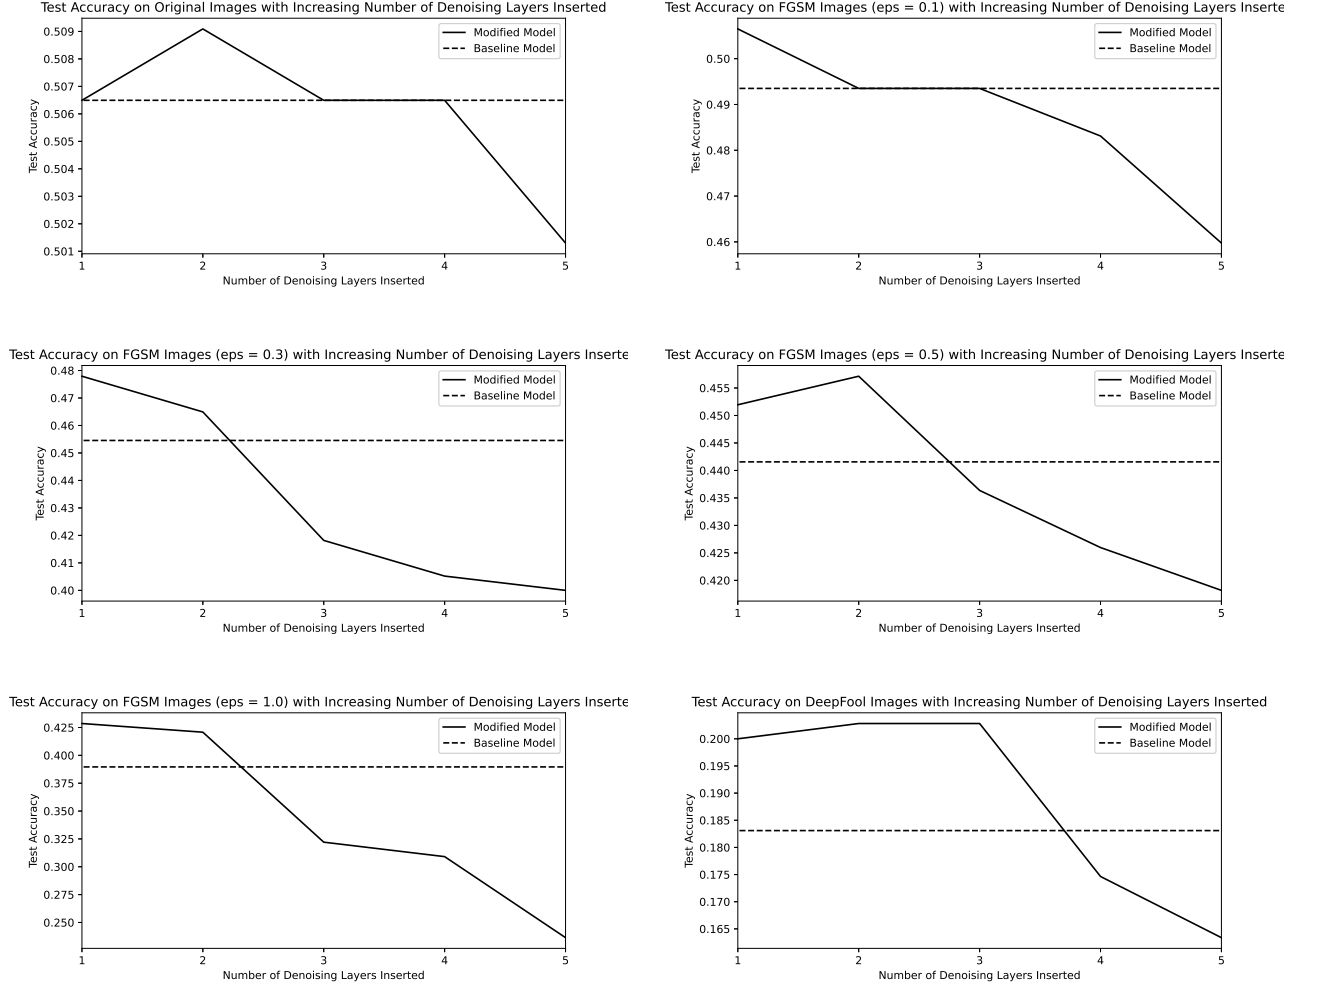 Test Accuracy on Original Images with Increasing Number of Denoising Layers Inserted
0.509
0.508
0.507
0.506
0.505
0.504
0.503
0.502
0.501
Test Accuracy
Modified Model
Baseline Model
1 2 3 4 5
Number of Denoising Layers Inserted
Test Accuracy on FGSM Images (eps = 0.1) with Increasing Number of Denoising Layers Inserte
0.50
0.49
0.48
0.47
0.46
Test Accuracy
Modified Model
Baseline Model
1 2 3 4 5
Number of Denoising Layers Inserted
Test Accuracy on FGSM Images (eps = 0.3) with Increasing Number of Denoising Layers Inserte
0.48
0.47
0.46
0.45
0.44
0.43
0.42
0.41
0.40
Test Accuracy
Modified Model
Baseline Model
1 2 3 4 5
Number of Denoising Layers Inserted
Test Accuracy on FGSM Images (eps = 0.5) with Increasing Number of Denoising Layers Inserte
0.455
0.450
0.445
0.440
0.435
0.430
0.425
0.420
Test Accuracy
Modified Model
Baseline Model
1 2 3 4 5
Number of Denoising Layers Inserted
Test Accuracy on FGSM Images (eps = 1.0) with Increasing Number of Denoising Layers Inserte
0.425
0.400
0.375
0.350
0.325
0.300
0.275
0.250
Test Accuracy
Modified Model
Baseline Model
1 2 3 4 5
Number of Denoising Layers Inserted
Test Accuracy on DeepFool Images with Increasing Number of Denoising Layers Inserted
0.200
0.195
0.190
0.185
0.180
0.175
0.170
0.165
Test Accuracy
Modified Model
Baseline Model
1 2 3 4 5
Number of Denoising Layers Inserted